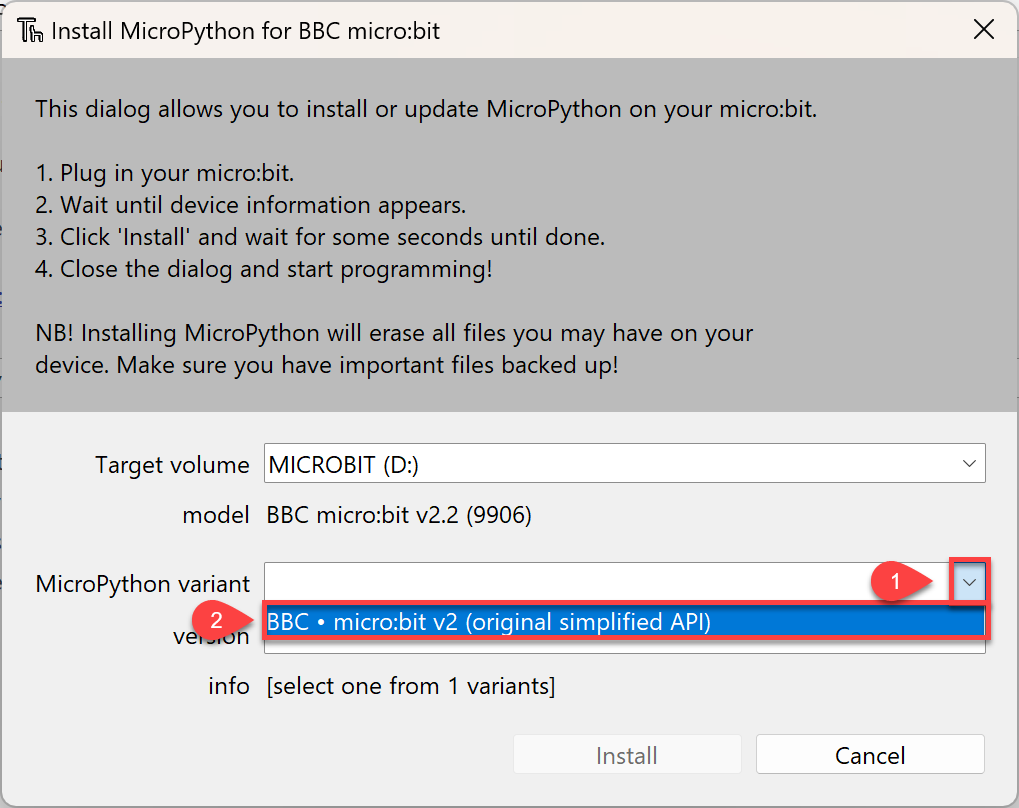 Install MicroPython for BBC micro:bit
This dialog allows you to install or update MicroPython on your micro:bit.
1. Plug in your micro:bit.
2. Wait until device information appears.
3. Click 'Install' and wait for some seconds until done.
4. Close the dialog and start programming!
NB! Installing MicroPython will erase all files you may have on your
device. Make sure you have important files backed up!
Target volume MICROBIT (D:)
model BBC micro:bit v2.2 (9906)
MicroPython variant 1
2 BBC • micro:bit v2 (original simplified API)
version
info [select one from 1 variants]
Install Cancel